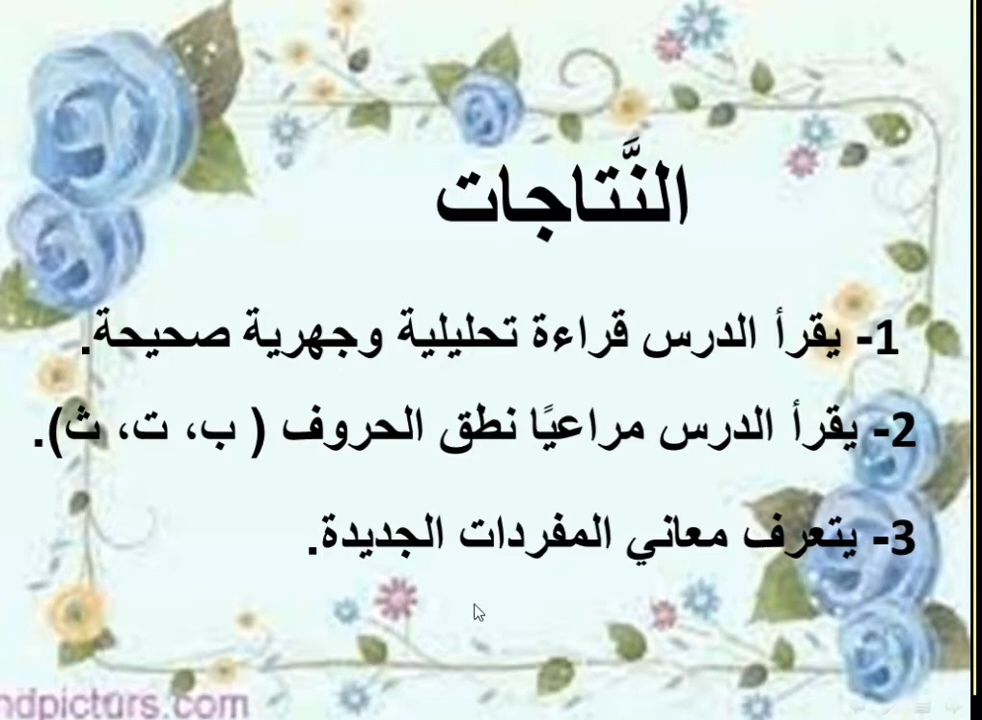 النَّتاجات
1- يقرأ الدرس قراءة تحليلية وجهرية صحيحة.
2- يقرأ الدرس مراعيًا نطق الحروف ( ب، ت، ث).
3- يتعرف معاني المفردات الجديدة.
ndpicturs.com